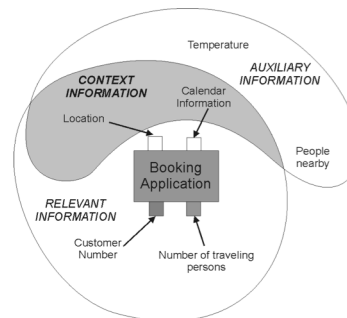 Temperature
AUXILIARY
INFORMATION
CONTEXT
INFORMATION
Calendar
Information
Location
People
nearby
Booking
Application
RELEVANT
INFORMATION
Customer
Number
Number of traveling
persons